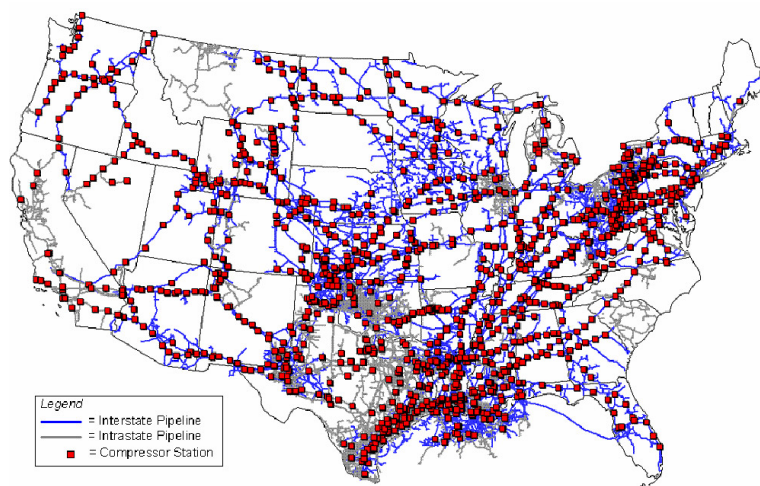 Legend
= Interstate Pipeline
= Intrastate Pipeline
= Compressor Station